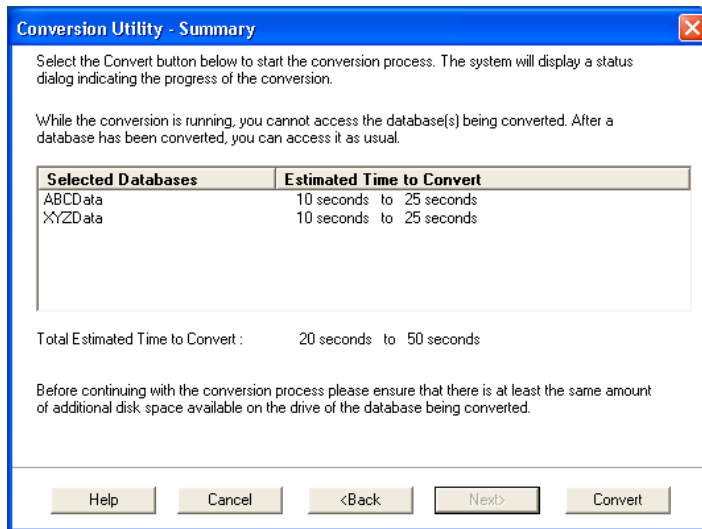 Conversion Utility - Summary
Select the Convert button below to start the conversion process. The system will display a status
dialog indicating the progress of the conversion.
While the conversion is running, you cannot access the database(s) being converted. After a
database has been converted, you can access it as usual.
Selected Databases Estimated Time to Convert
ABCData 10 seconds to 25 seconds
XYZData 10 seconds to 25 seconds
Total Estimated Time to Convert : 20 seconds to 50 seconds
Before continuing with the conversion process please ensure that there is at least the same amount
of additional disk space available on the drive of the database being converted.
Help Cancel <Back Next> Convert